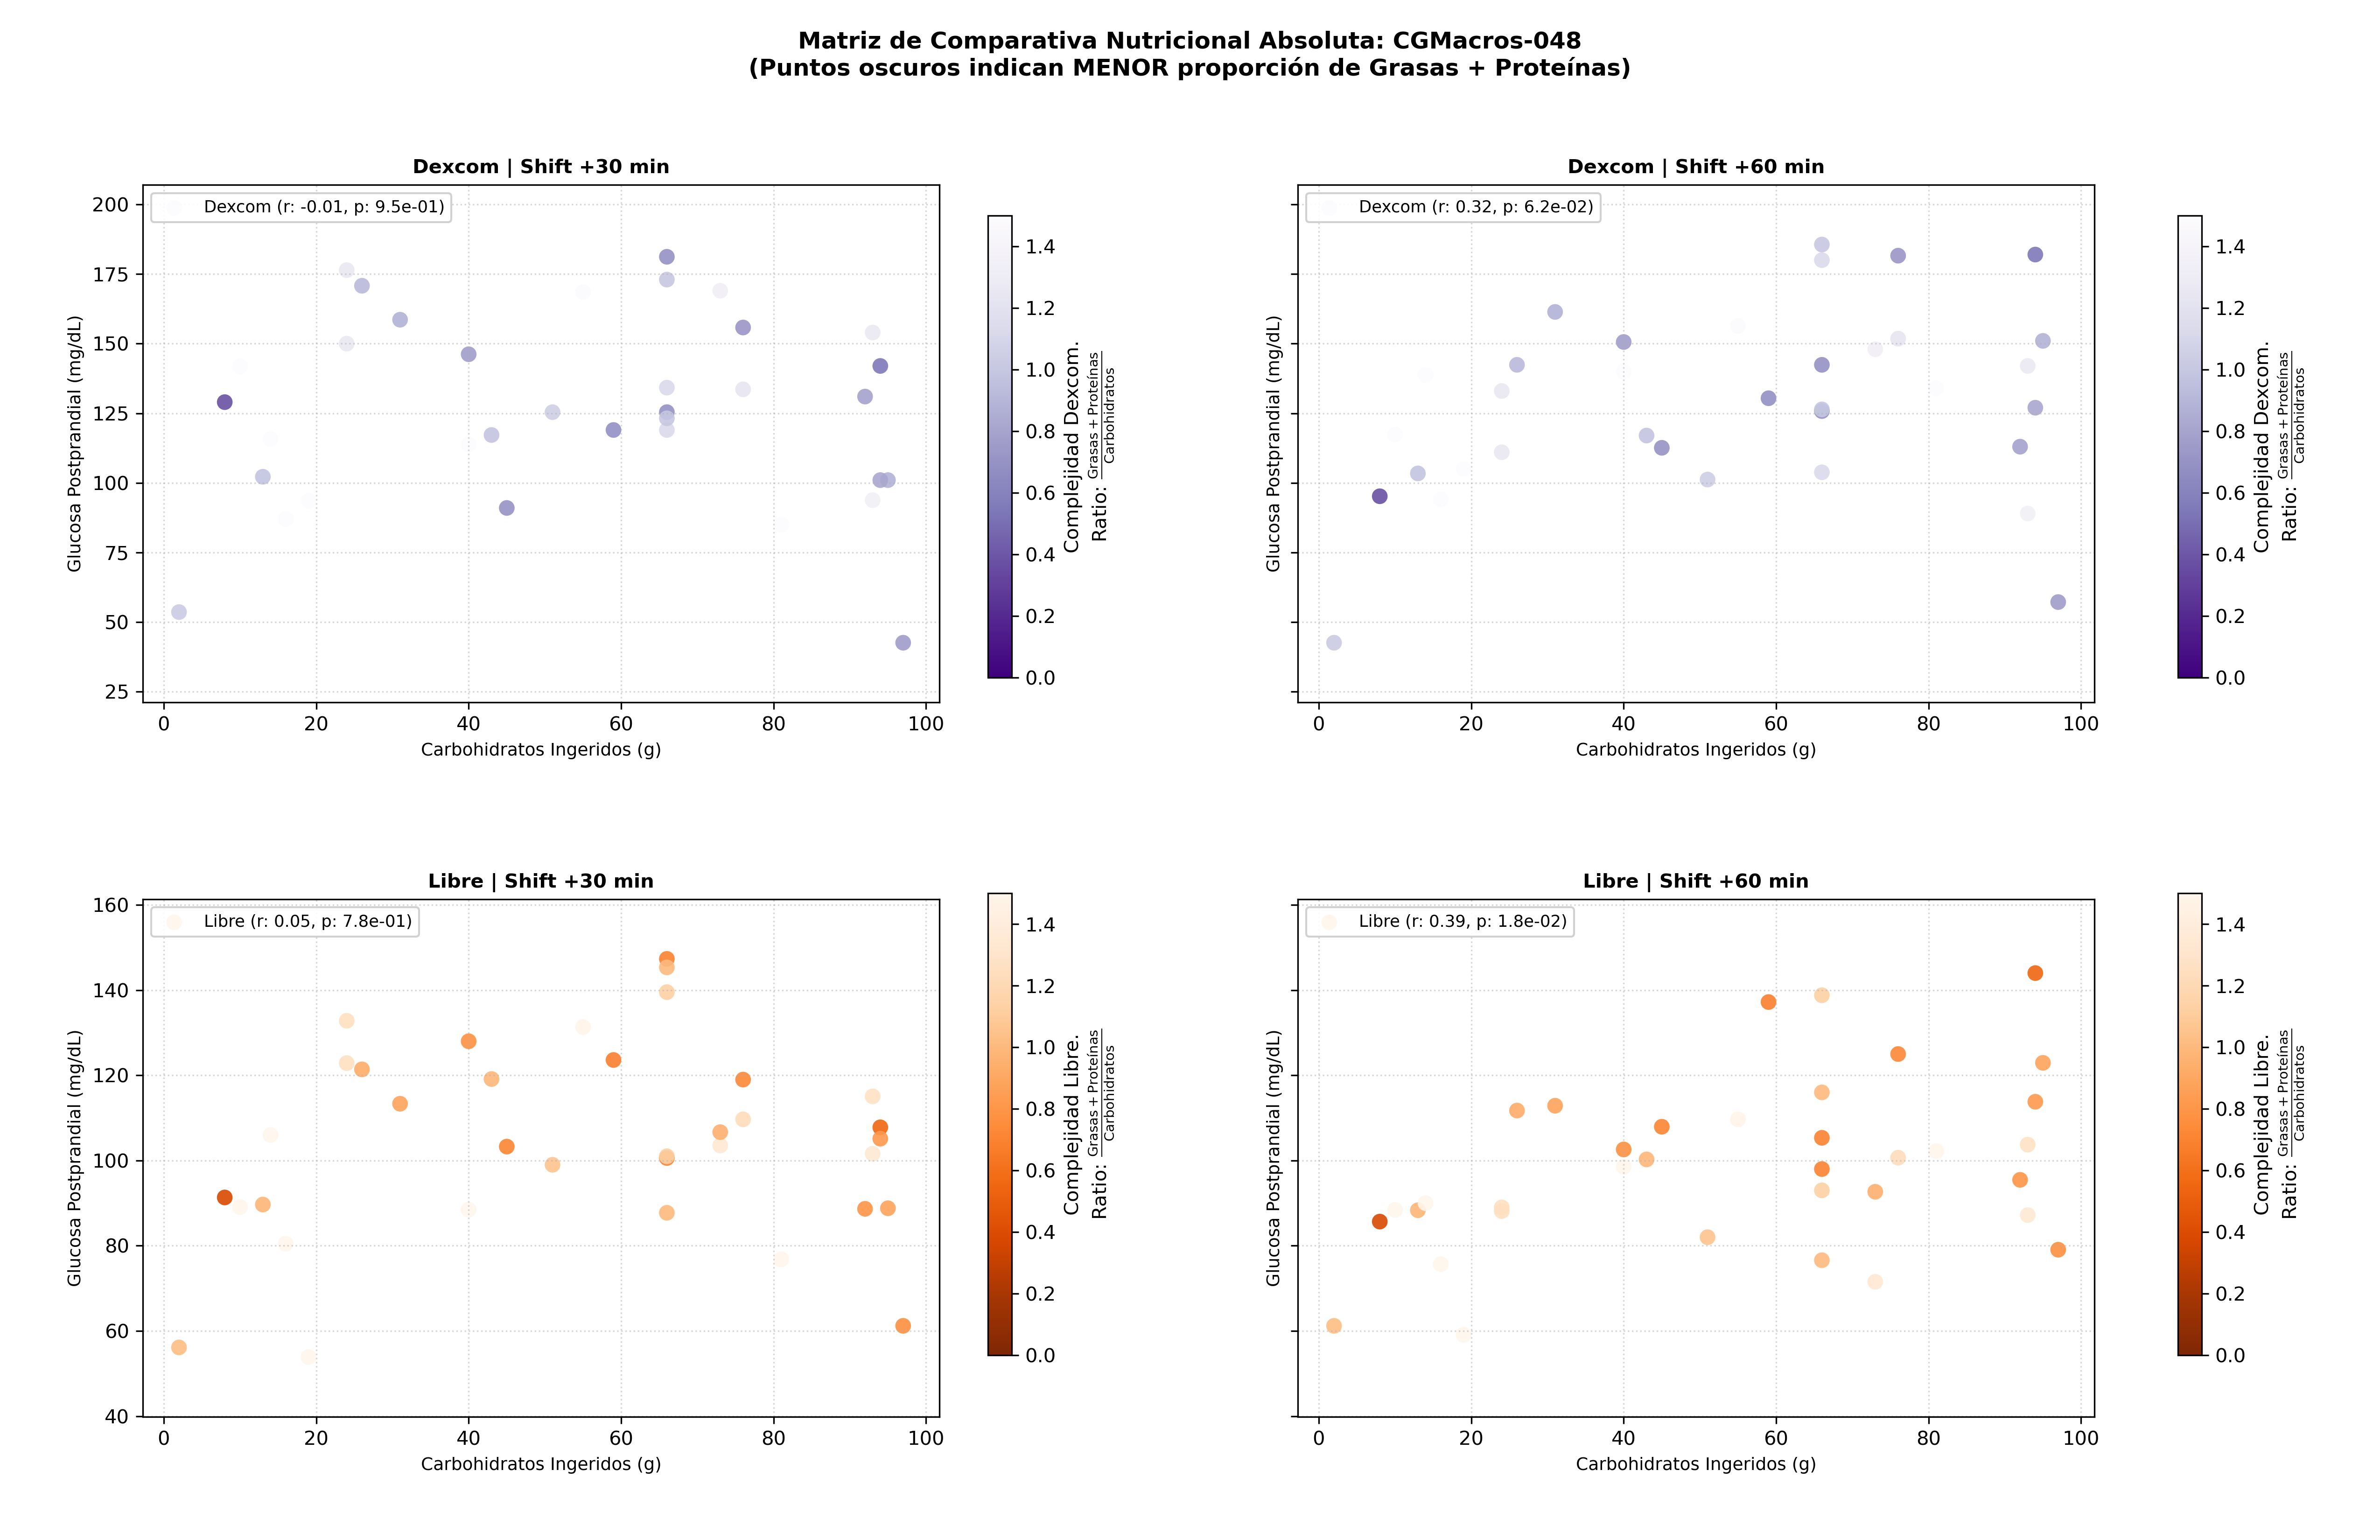 Matriz de Comparativa Nutricional Absoluta: CGMacros-048
(Puntos oscuros indican MENOR proporción de Grasas + Proteínas)
Dexcom | Shift +30 min
Dexcom (r: -0.01, p: 9.5e-01)
Glucosa Postprandial (mg/dL)
200
175
150
125
100
75
50
25
0 20 40 60 80 100
Carbohidratos Ingeridos (g)
1.4
1.2
1.0
0.8
0.6
0.4
0.2
0.0
Complejidad Dexcom.
Ratio: Grasas + Proteínas
Carbohidratos
Dexcom | Shift +60 min
Dexcom (r: 0.32, p: 6.2e-02)
Glucosa Postprandial (mg/dL)
0 20 40 60 80 100
Carbohidratos Ingeridos (g)
1.4
1.2
1.0
0.8
0.6
0.4
0.2
0.0
Complejidad Dexcom.
Ratio: Grasas + Proteínas
Carbohidratos
Libre | Shift +30 min
Libre (r: 0.05, p: 7.8e-01)
Glucosa Postprandial (mg/dL)
160
140
120
100
80
60
40
0 20 40 60 80 100
Carbohidratos Ingeridos (g)
1.4
1.2
1.0
0.8
0.6
0.4
0.2
0.0
Complejidad Libre.
Ratio: Grasas + Proteínas
Carbohidratos
Libre | Shift +60 min
Libre (r: 0.39, p: 1.8e-02)
Glucosa Postprandial (mg/dL)
0 20 40 60 80 100
Carbohidratos Ingeridos (g)
1.4
1.2
1.0
0.8
0.6
0.4
0.2
0.0
Complejidad Libre.
Ratio: Grasas + Proteínas
Carbohidratos